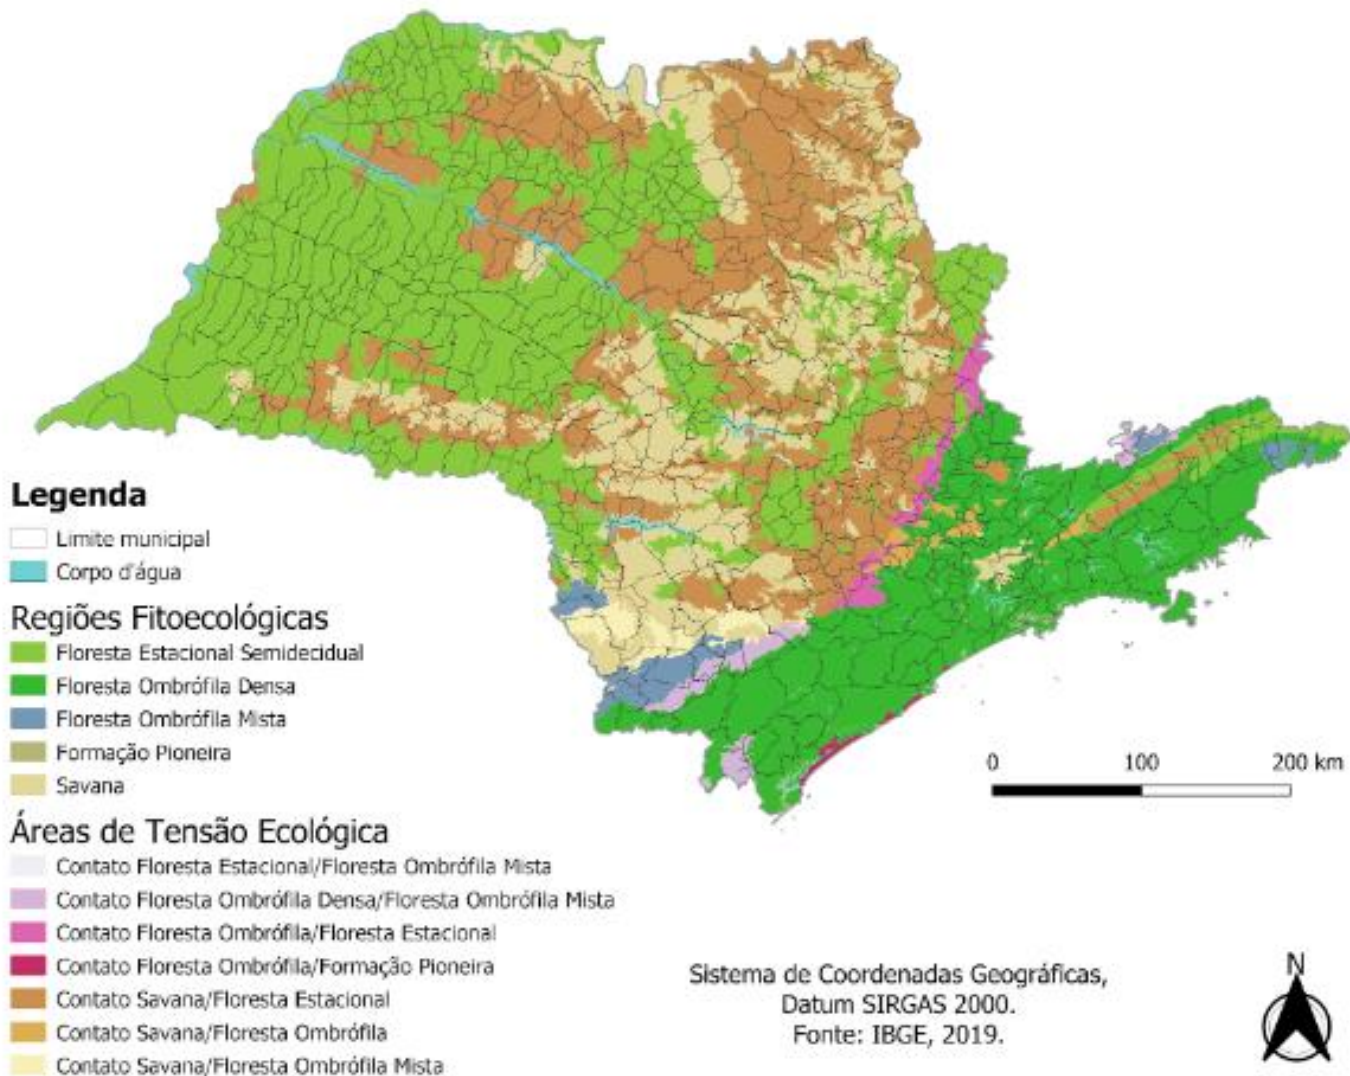 Legenda
Limite municipal
Corpo d'água
Regiões Fitoecológicas
Floresta Estacional Semidecidual
Floresta Ombrófila Densa
Floresta Ombrófila Mista
Formação Pioneira
Savana
Áreas de Tensão Ecológica
Contato Floresta Estacional/Floresta Ombrófila Mista
Contato Floresta Ombrófila Densa/Floresta Ombrófila Mista
Contato Floresta Ombrófila/Floresta Estacional
Contato Floresta Ombrófila/Formação Pioneira
Contato Savana/Floresta Estacional
Contato Savana/Floresta Ombrófila
Contato Savana/Floresta Ombrófila Mista
0 100 200 km
Sistema de Coordenadas Geográficas,
Datum SIRGAS 2000.
Fonte: IBGE, 2019.
N